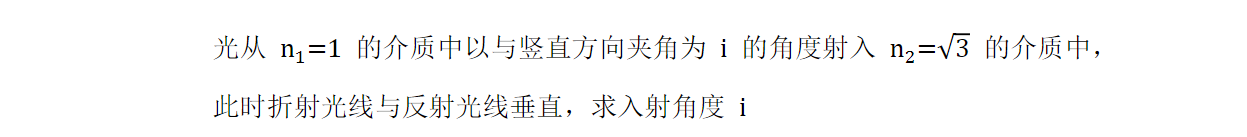 光从 n₁=1 的介质中以与竖直方向夹角为 i 的角度射入 n₂=√3 的介质中，
此时折射光线与反射光线垂直，求入射角度 i